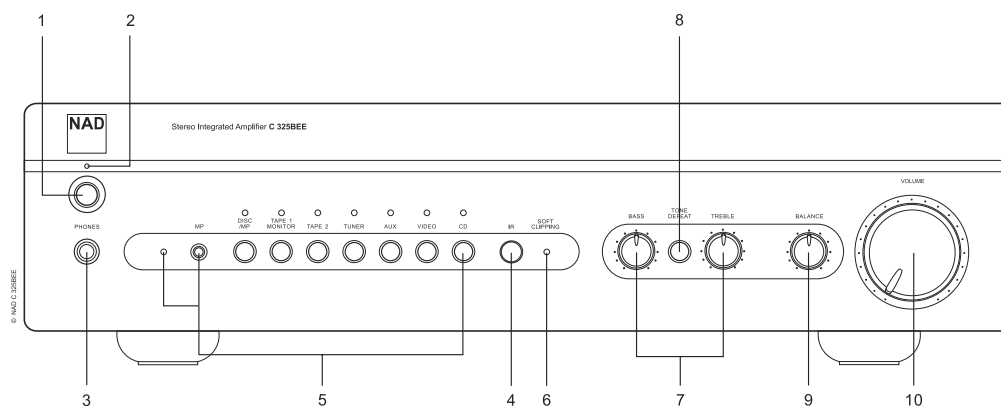 1 2 8
NAD
Stereo Integrated Amplifier C 325BEE
VOLUME
PHONES
MP
DISC
/MP
TAPE 1
MONITOR
TAPE 2
TUNER
AUX
VIDEO
CD
IR
SOFT
CLIPPING
BASS
TONE
DEFEAT
TREBLE
BALANCE
© NAD C 325BEE
3 5 4 6 7 9 10